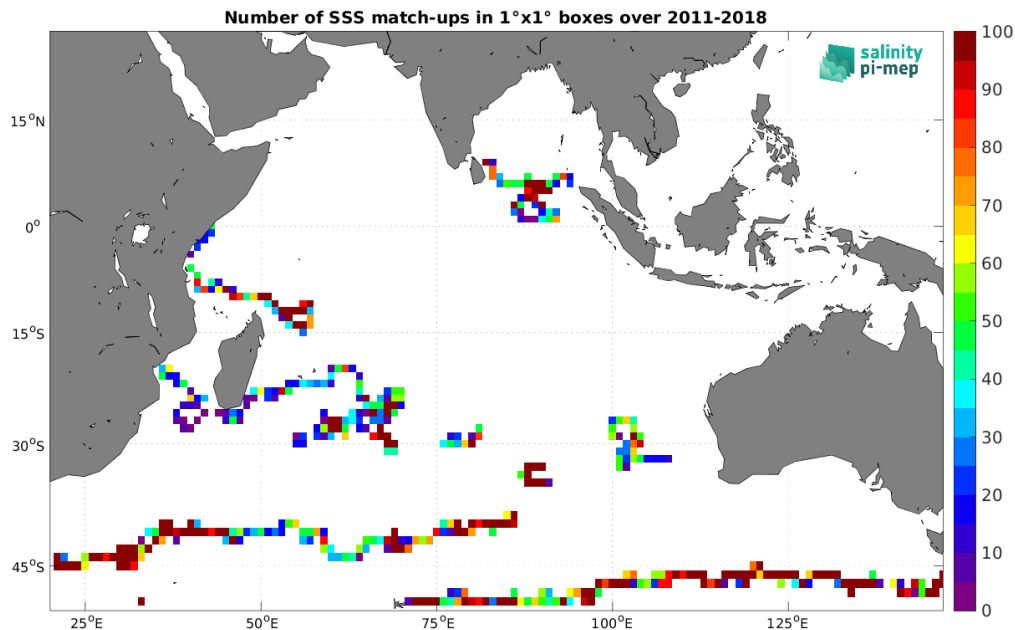 Number of SSS match-ups in 1°x1° boxes over 2011-2018
salinity
pi-mep
15°N
0°
15°S
30°S
45°S
25°E
50°E
75°E
100°E
125°E
100
90
80
70
60
50
40
30
20
10
0